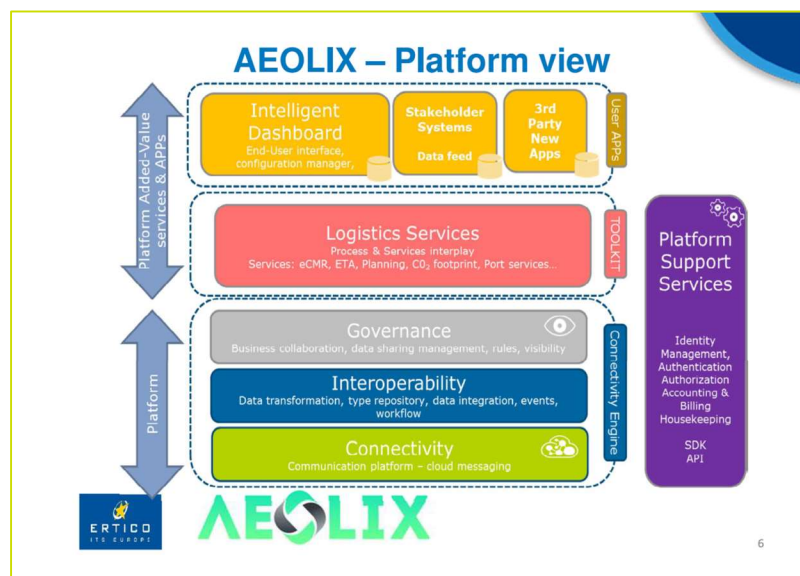 AEOLIX – Platform view
Platform Added-Value
services & APPs
Intelligent
Dashboard
End-User interface,
configuration manager,
Stakeholder
Systems
Data feed
3rd
Party
New
Apps
User APPs
Logistics Services
Process & Services interplay
Services: eCMR, ETA, Planning, C0₂ footprint, Port services...
TOOLKIT
Platform
Support
Services
Identity
Management,
Authentication
Authorization
Accounting &
Billing
Housekeeping
SDK
API
Platform
Governance
Business collaboration, data sharing management, rules, visibility
Interoperability
Data transformation, type repository, data integration, events,
workflow
Connectivity
Communication platform – cloud messaging
Connectivity Engine
ERTICO
ITS EUROPE
AEOLIX
6